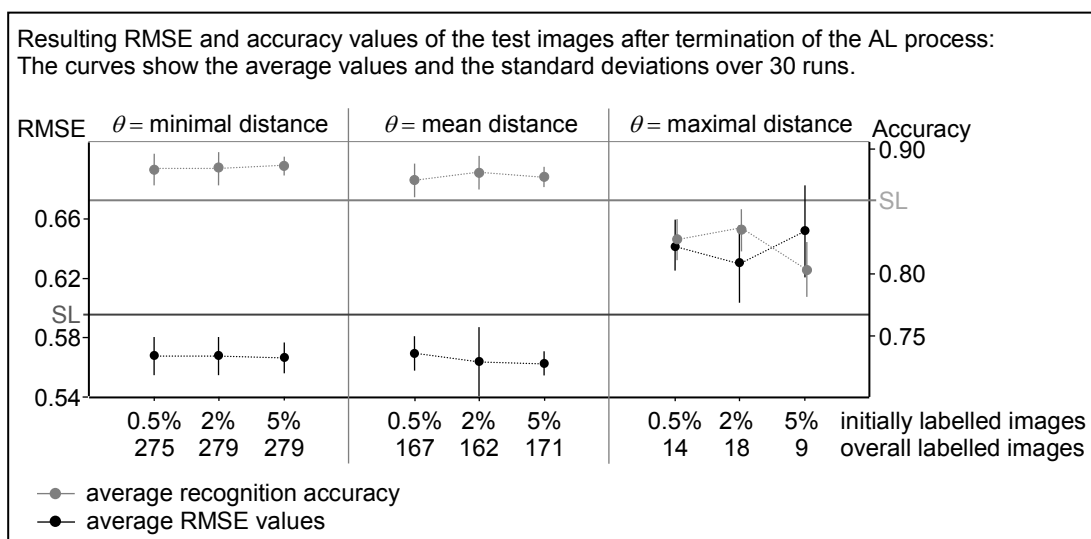 Resulting RMSE and accuracy values of the test images after termination of the AL process:
The curves show the average values and the standard deviations over 30 runs.
RMSE θ = minimal distance θ = mean distance θ = maximal distance Accuracy
0.90
SL
0.66
0.80
0.62
SL
0.58
0.75
0.54
0.5% 2% 5% 0.5% 2% 5% 0.5% 2% 5% initially labelled images
275 279 279 167 162 171 14 18 9 overall labelled images
average recognition accuracy
average RMSE values